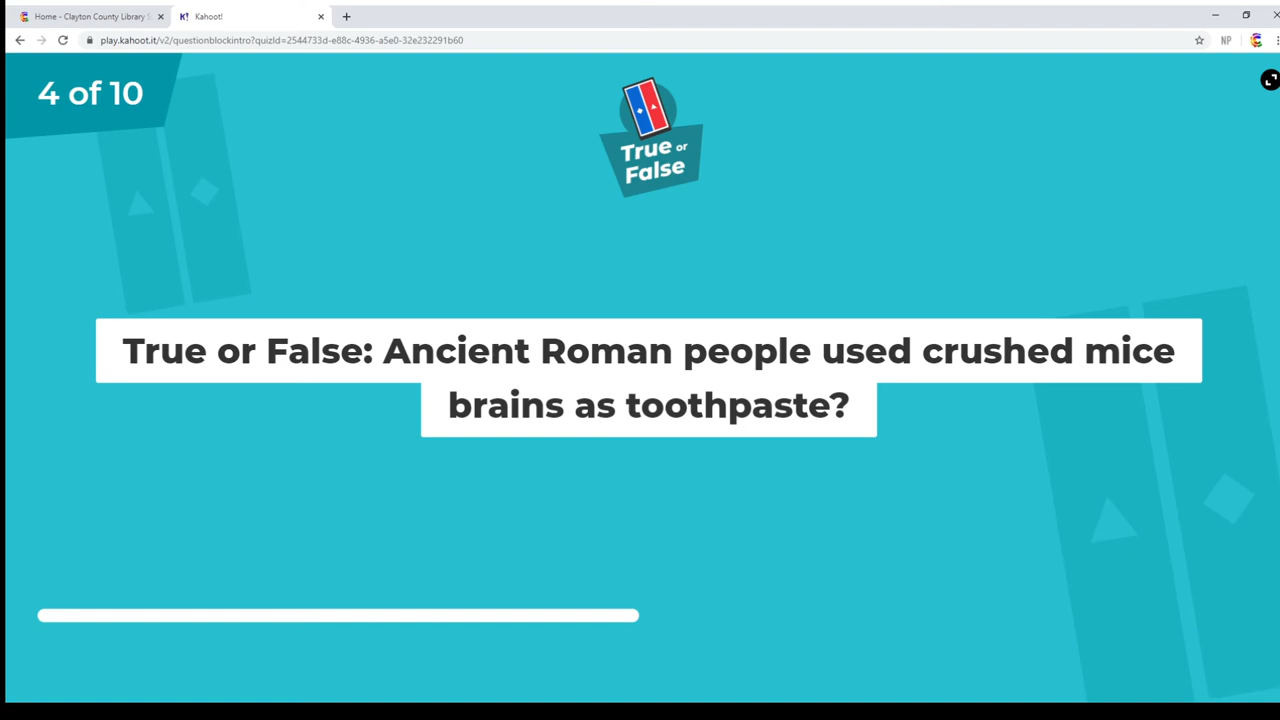 Home - Clayton County Library S
Kahoot!
play.kahoot.it/v2/questionblockintro?quizId=2544733d-e88c-4936-a5e0-32e232291b60
NP
4 of 10
True or
False
True or False: Ancient Roman people used crushed mice
brains as toothpaste?